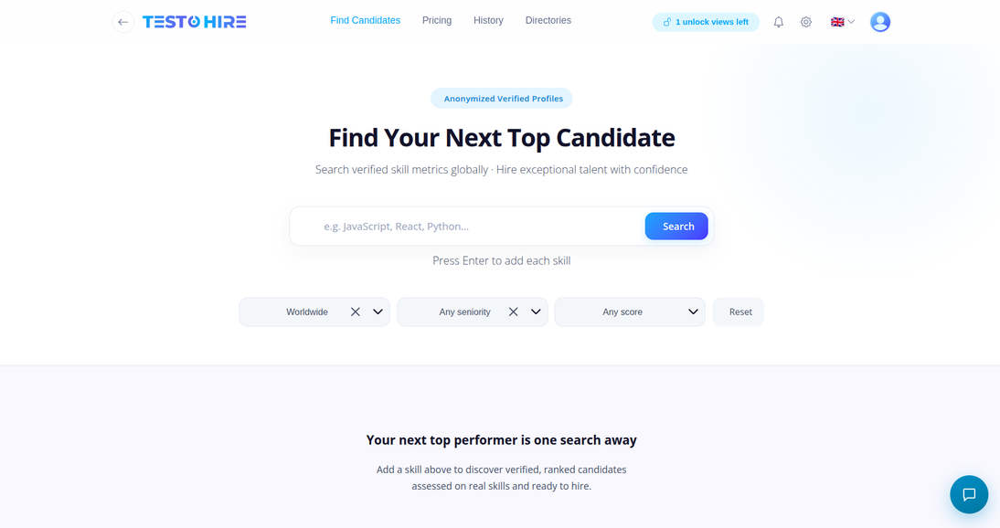 TESTOHIRE
Find Candidates
Pricing
History
Directories
1 unlock views left
Anonymized Verified Profiles
Find Your Next Top Candidate
Search verified skill metrics globally · Hire exceptional talent with confidence
e.g. JavaScript, React, Python...
Search
Press Enter to add each skill
Worldwide
Any seniority
Any score
Reset
Your next top performer is one search away
Add a skill above to discover verified, ranked candidates
assessed on real skills and ready to hire.